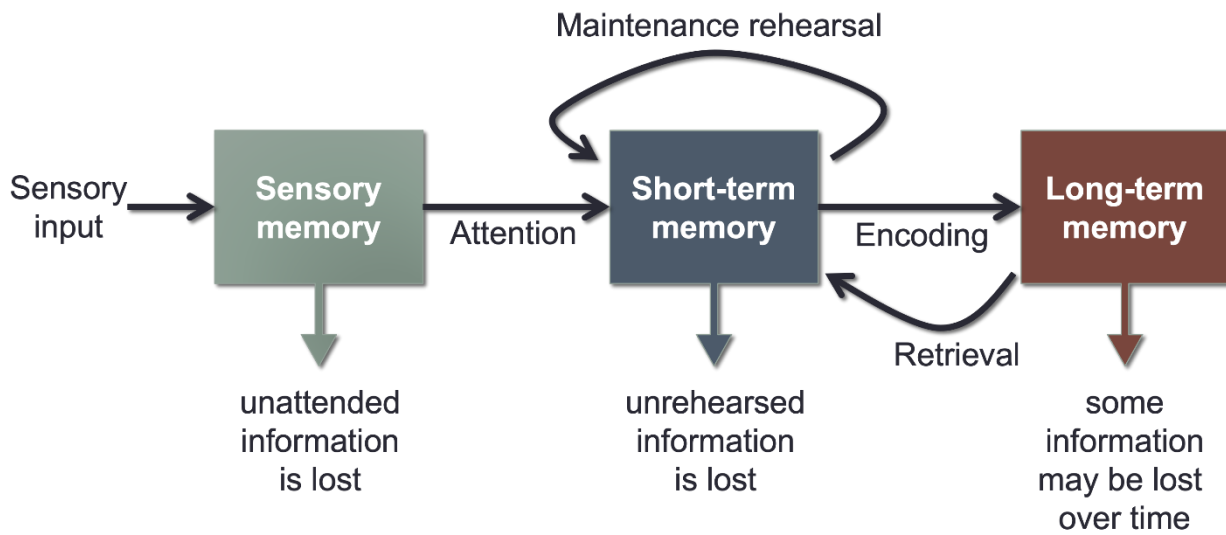 Maintenance rehearsal
Sensory
input
Sensory
memory
Attention
Short-term
memory
Encoding
Long-term
memory
Retrieval
unattended
information
is lost
unrehearsed
information
is lost
some
information
may be lost
over time